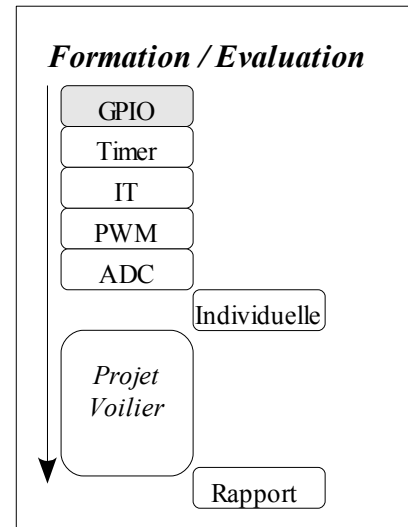 Formation / Evaluation
GPIO
Timer
IT
PWM
ADC
Individuelle
Projet
Voilier
Rapport